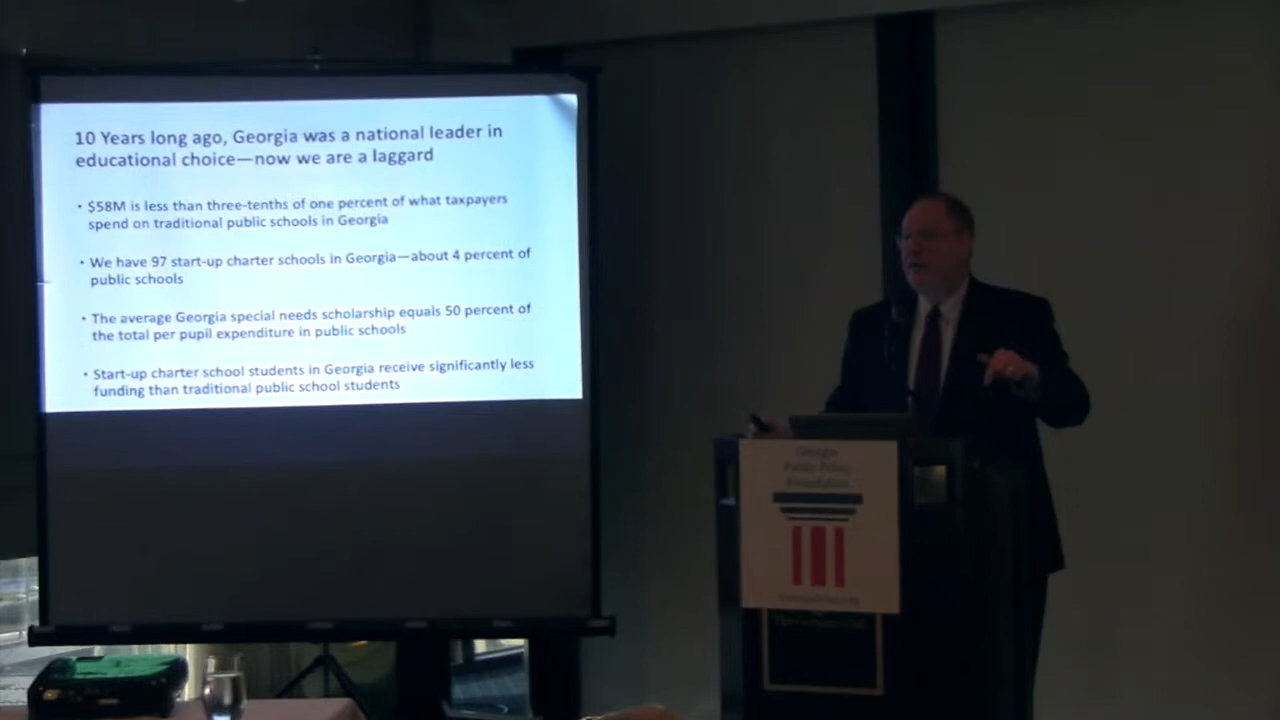 10 Years long ago, Georgia was a national leader in
educational choice—now we are a laggard
• $58M is less than three-tenths of one percent of what taxpayers
spend on traditional public schools in Georgia
• We have 97 start-up charter schools in Georgia—about 4 percent of
public schools
• The average Georgia special needs scholarship equals 50 percent of
the total per pupil expenditure in public schools
• Start-up charter school students in Georgia receive significantly less
funding than traditional public school students
Georgia
Public Policy
Foundation